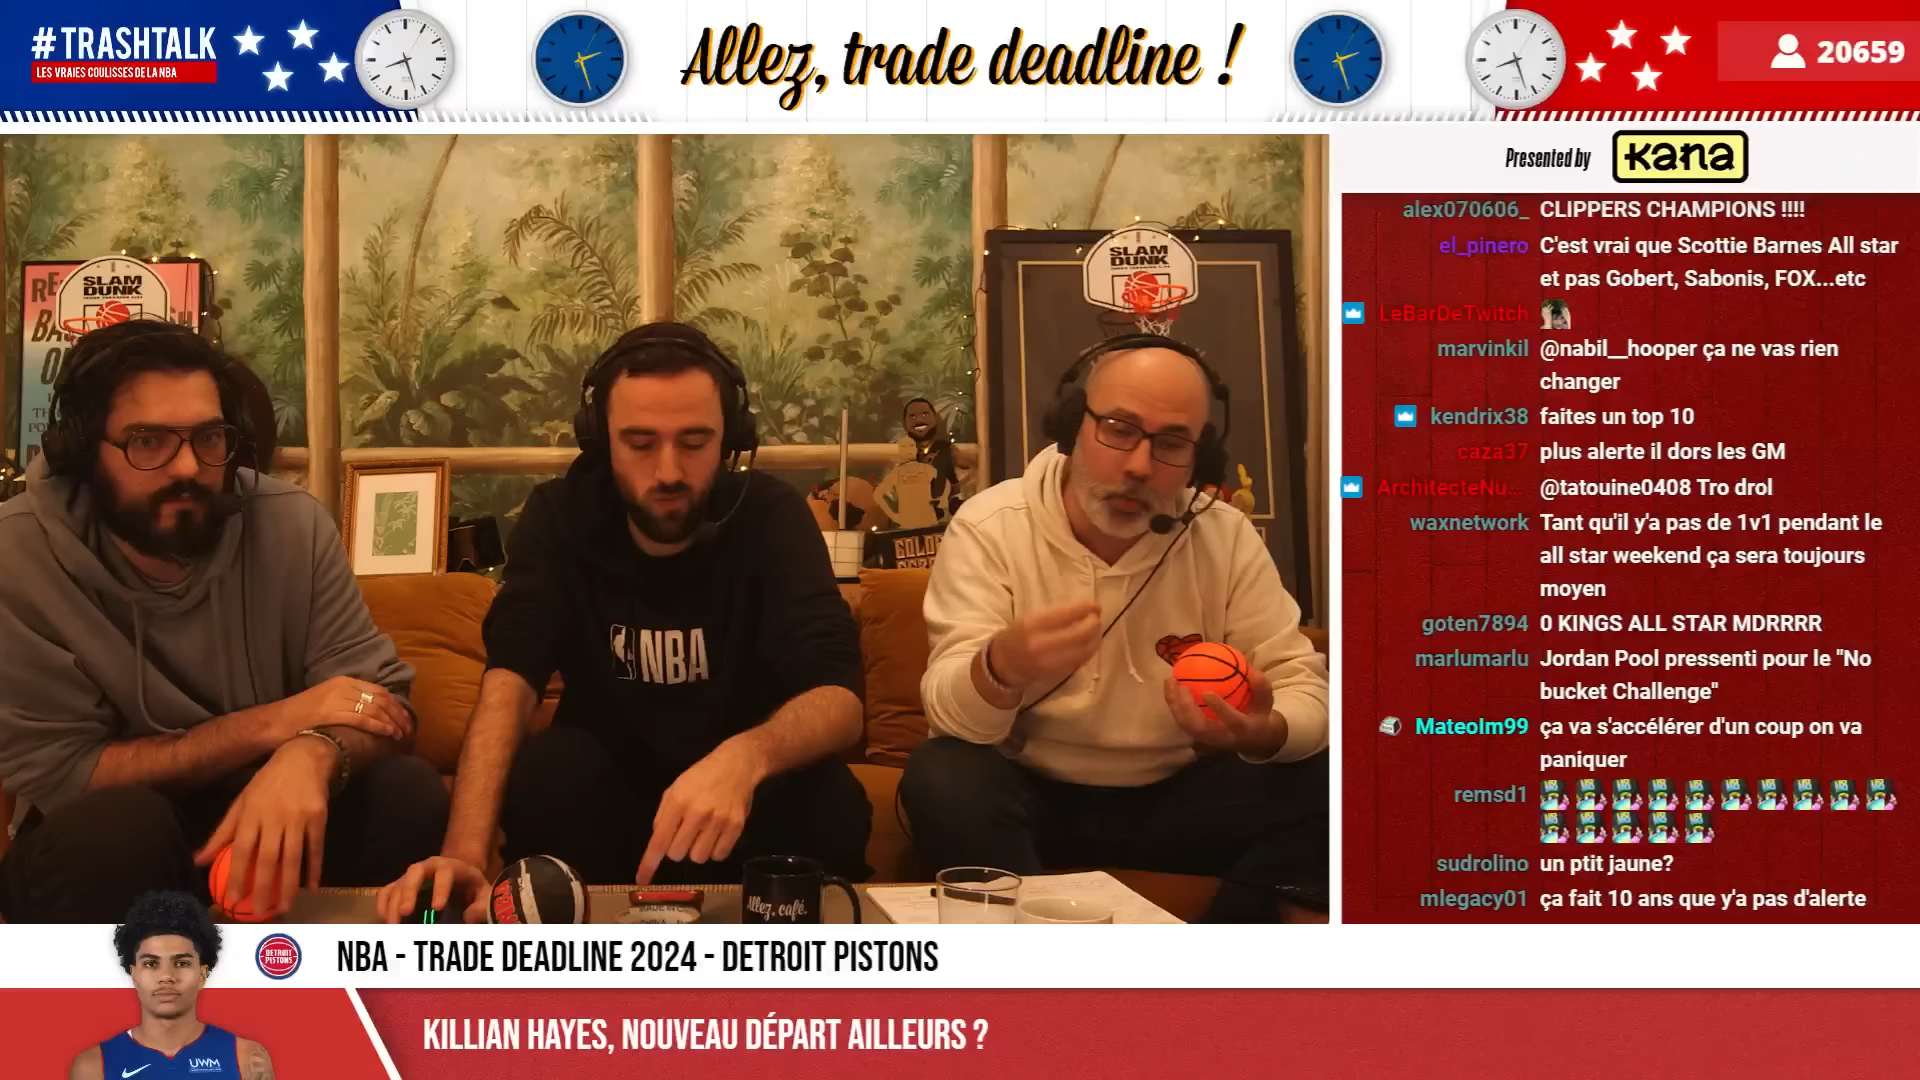 #TRASHTALK
LES VRAIES COULISSES DE LA NBA
Allez, trade deadline !
20659
Presented by kana
alex070606_ CLIPPERS CHAMPIONS !!!!
el_pinero C'est vrai que Scottie Barnes All star
et pas Gobert, Sabonis, FOX...etc
LeBarDeTwitch
marvinkil @nabil__hooper ça ne vas rien
changer
kendrix38 faites un top 10
caza37 plus alerte il dors les GM
ArchitecteNu... @tatouine0408 Tro drol
waxnetwork Tant qu'il y'a pas de 1v1 pendant le
all star weekend ça sera toujours
moyen
goten7894 0 KINGS ALL STAR MDRRRR
marlumarlu Jordan Pool pressenti pour le "No
bucket Challenge"
Mateolm99 ça va s'accélérer d'un coup on va
paniquer
remsd1
sudrolino un ptit jaune?
mlegacy01 ça fait 10 ans que y'a pas d'alerte
SLAM
DUNK
SLAM
DUNK
NBA
Allez, café.
DETROIT
PISTONS
NBA - TRADE DEADLINE 2024 - DETROIT PISTONS
UWM
KILLIAN HAYES, NOUVEAU DÉPART AILLEURS ?